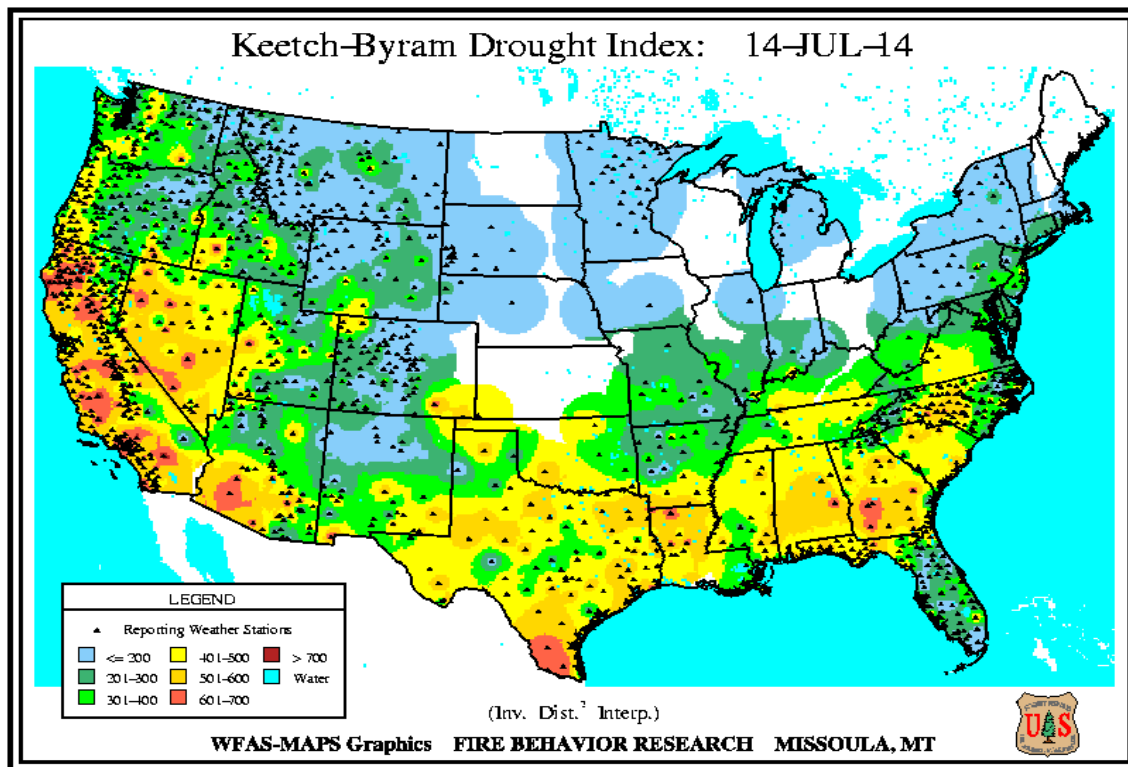 Keetch-Byram Drought Index: 14-JUL-14
LEGEND
Reporting Weather Stations
<= 200
401-500
> 700
201-300
501-600
Water
301-400
601-700
(Inv. Dist.² Interp.)
WFAS-MAPS Graphics FIRE BEHAVIOR RESEARCH MISSOULA, MT
U S